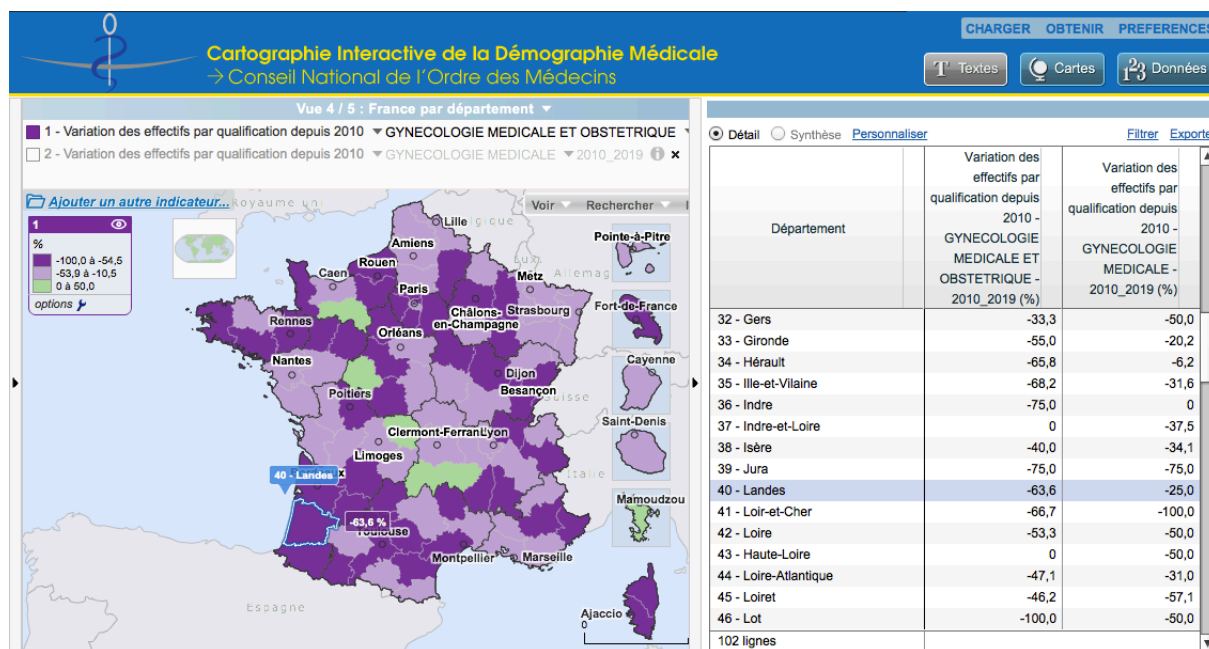 CHARGER OBTENIR PREFERENCES
Cartographie Interactive de la Démographie Médicale
→ Conseil National de l'Ordre des Médecins
T Textes
Cartes
123 Données
Vue 4 / 5 : France par département
1 - Variation des effectifs par qualification depuis 2010 GYNECOLOGIE MEDICALE ET OBSTETRIQUE
2 - Variation des effectifs par qualification depuis 2010 GYNECOLOGIE MEDICALE 2010_2019
Ajouter un autre indicateur...
Royaume uni
Voir Rechercher
1
%
-100,0 à -54,5
-53,9 à -10,5
0 à 50,0
options
Lille
Amiens
Rouen
Caen
Paris
Metz
Allemag
Châlons-
en-Champagne
Strasbourg
Rennes
Orléans
Nantes
Dijon
Besançon
Poitiers
Clermont-Ferran
Lyon
Limoges
40 - Landes
-63,6 %
Toulouse
Montpellier
Marseille
Italie
Espagne
Ajaccio
0
Pointe-à-Pitre
Fort-de-France
Cayenne
Saint-Denis
Mamoudzou
Détail Synthèse Personnaliser Filtrer Exporte
Département
Variation des
effectifs par
qualification depuis
2010 -
GYNECOLOGIE
MEDICALE ET
OBSTETRIQUE -
2010_2019 (%)
Variation des
effectifs par
qualification depuis
2010 -
GYNECOLOGIE
MEDICALE -
2010_2019 (%)
32 - Gers -33,3 -50,0
33 - Gironde -55,0 -20,2
34 - Hérault -65,8 -6,2
35 - Ille-et-Vilaine -68,2 -31,6
36 - Indre -75,0 0
37 - Indre-et-Loire 0 -37,5
38 - Isère -40,0 -34,1
39 - Jura -75,0 -75,0
40 - Landes -63,6 -25,0
41 - Loir-et-Cher -66,7 -100,0
42 - Loire -53,3 -50,0
43 - Haute-Loire 0 -50,0
44 - Loire-Atlantique -47,1 -31,0
45 - Loiret -46,2 -57,1
46 - Lot -100,0 -50,0
102 lignes